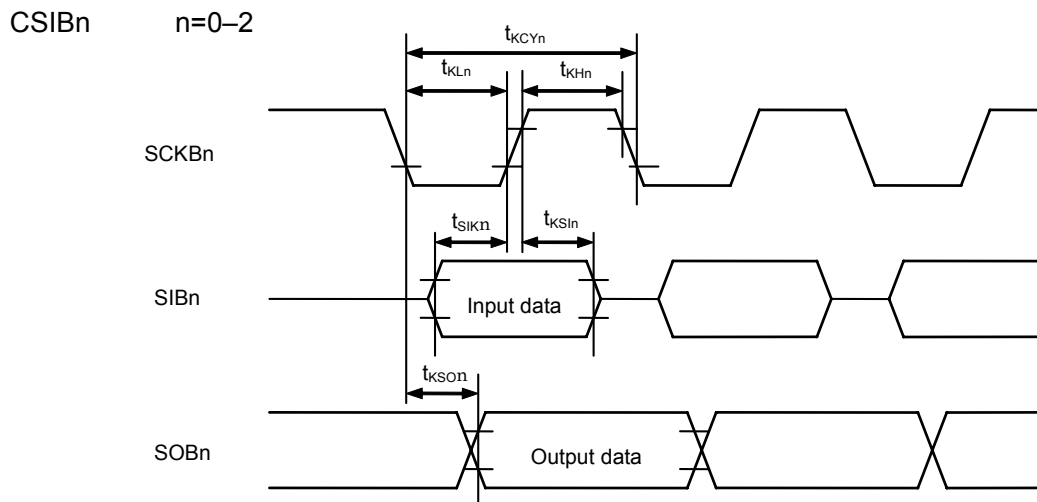 CSIBn n=0–2
tKCYn
tKLn tKHn
SCKBn
tSIKn tKSIn
SIBn
Input data
tKSOn
SOBn
Output data